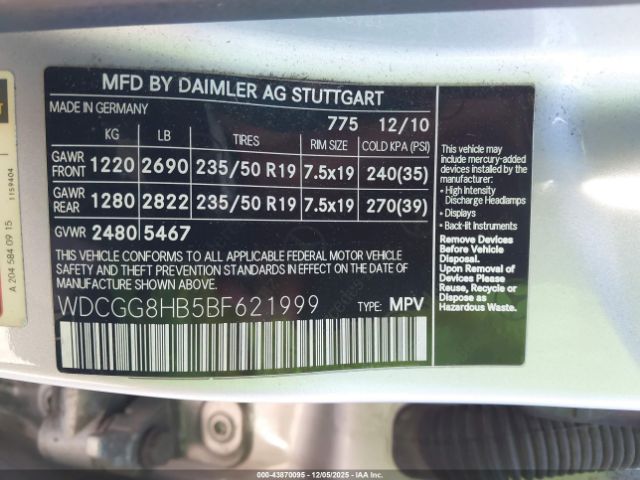 MFD BY DAIMLER AG STUTTGART
MADE IN GERMANY
775 12/10
KG LB TIRES RIM SIZE COLD KPA (PSI)
GAWR FRONT 1220 2690 235/50 R19 7.5x19 240(35)
GAWR REAR 1280 2822 235/50 R19 7.5x19 270(39)
GVWR 2480 5467
THIS VEHICLE CONFORMS TO ALL APPLICABLE FEDERAL MOTOR VEHICLE
SAFETY AND THEFT PREVENTION STANDARDS IN EFFECT ON THE DATE OF
MANUFACTURE SHOWN ABOVE.
WDCGG8HB5BF621999 TYPE: MPV
This vehicle may
include mercury-added
devices installed by the
manufacturer:
• High Intensity
Discharge Headlamps
• Displays
• Back-lit Instruments
Remove Devices
Before Vehicle
Disposal.
Upon Removal of
Devices Please
Reuse, Recycle
or Dispose as
Hazardous Waste.
A 204 584 09 15
1159404
000-43870095 - 12/05/2025 - IAAI.COM